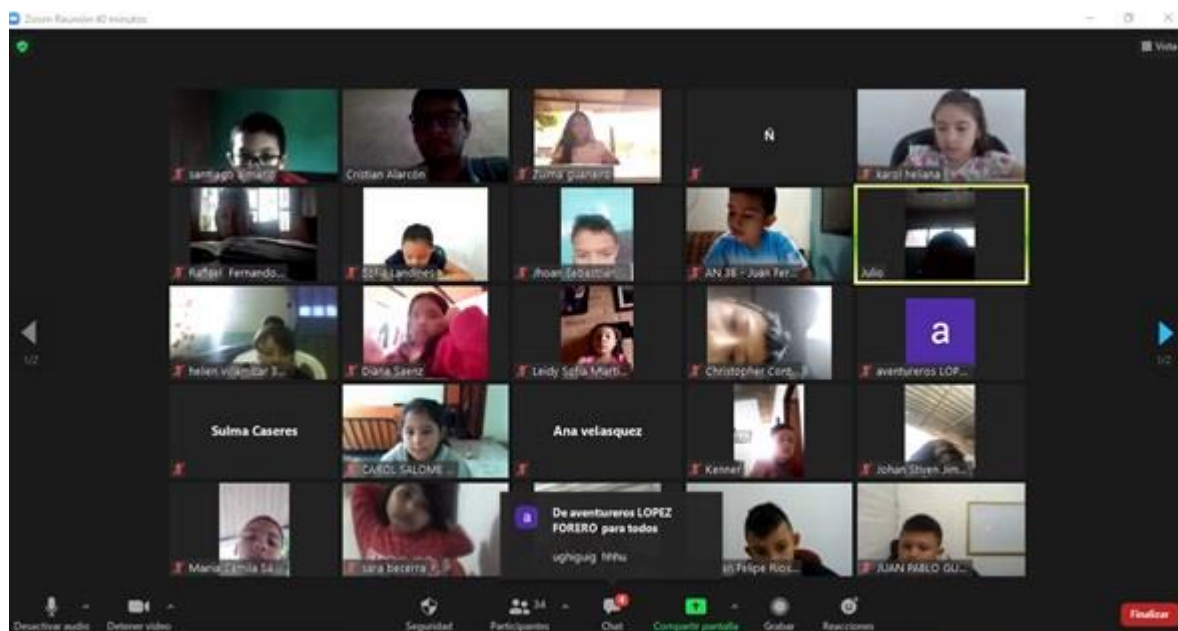 Zoom Reunión 40 minutos
Vista
santiago almario
Cristian Alarcón
Zulma guanaro
Ñ
karol heliana
Rafael Fernando...
Sofia Landines
Jhoan Sebastian
AN 3B - Juan Fer...
Julio
helen villamizar 3...
Diana Saenz
Leidy Sofia Marti...
Christopher Cont...
a
aventureros LOP...
1/2
1/2
Sulma Caseres
CAROL SALOME ...
Ana velasquez
Kenner
Johan Stiven Jim...
Maria Camila Sa...
sara becerra
a
De aventureros LOPEZ
FORERO para todos
ughiguig hhhu
Felipe Rios...
JUAN PABLO GU...
Desactivar audio
Detener video
Seguridad
34
Participantes
4
Chat
Compartir pantalla
Grabar
Reacciones
Finalizar